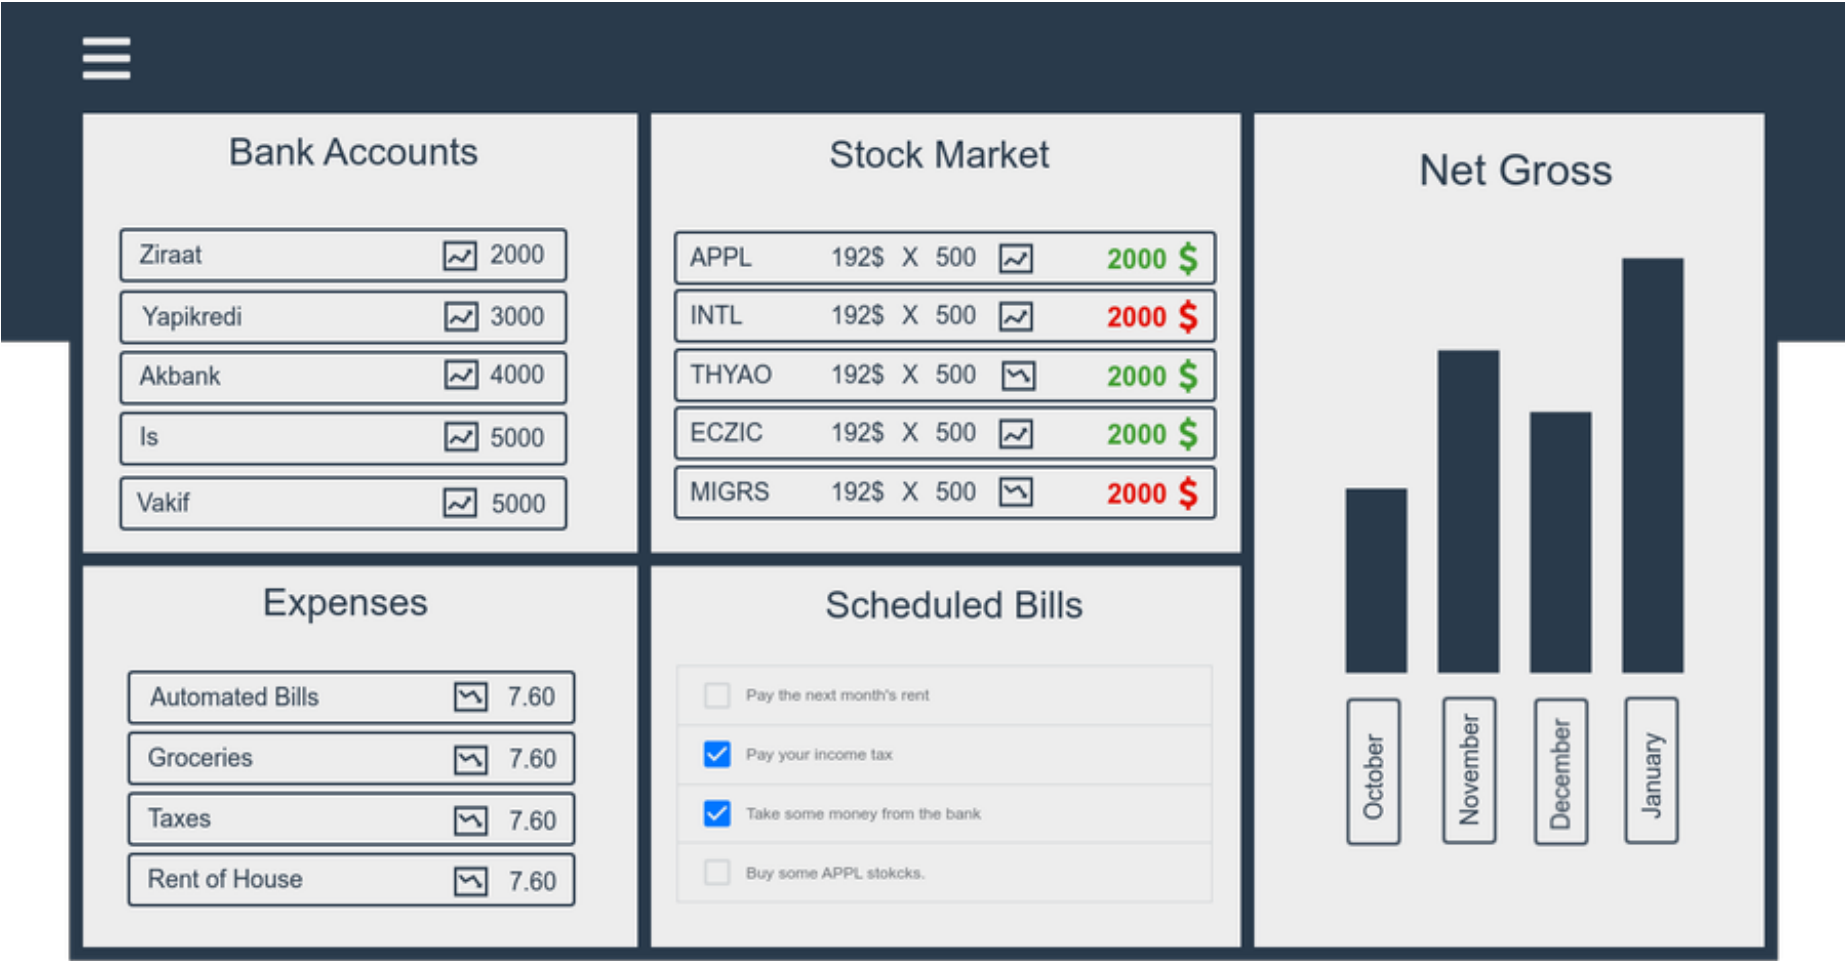 Bank Accounts
Ziraat 2000
Yapikredi 3000
Akbank 4000
Is 5000
Vakif 5000
Stock Market
APPL 192$ X 500 2000 $
INTL 192$ X 500 2000 $
THYAO 192$ X 500 2000 $
ECZIC 192$ X 500 2000 $
MIGRS 192$ X 500 2000 $
Net Gross
October
November
December
January
Expenses
Automated Bills 7.60
Groceries 7.60
Taxes 7.60
Rent of House 7.60
Scheduled Bills
Pay the next month's rent
Pay your income tax
Take some money from the bank
Buy some APPL stokcks.